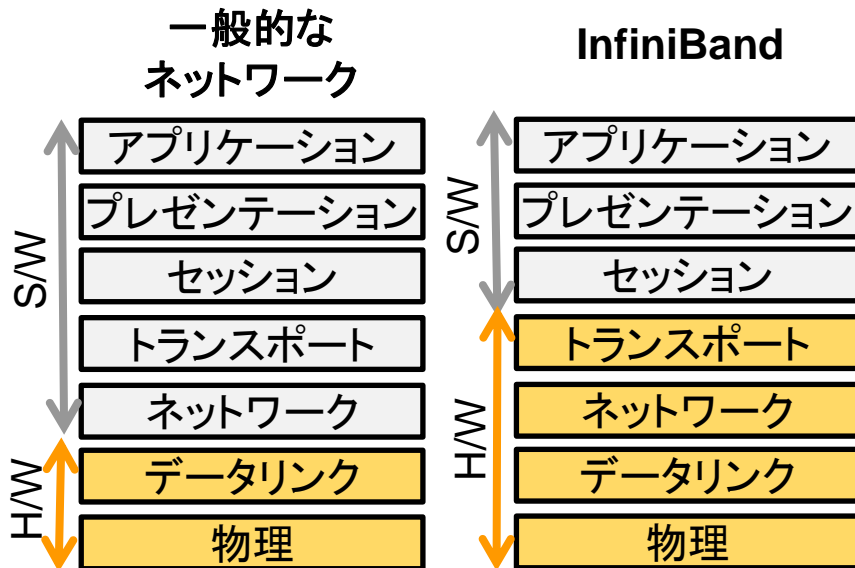 一般的な
ネットワーク
S/W
アプリケーション
プレゼンテーション
セッション
トランスポート
ネットワーク
H/W
データリンク
物理
InfiniBand
S/W
アプリケーション
プレゼンテーション
セッション
H/W
トランスポート
ネットワーク
データリンク
物理